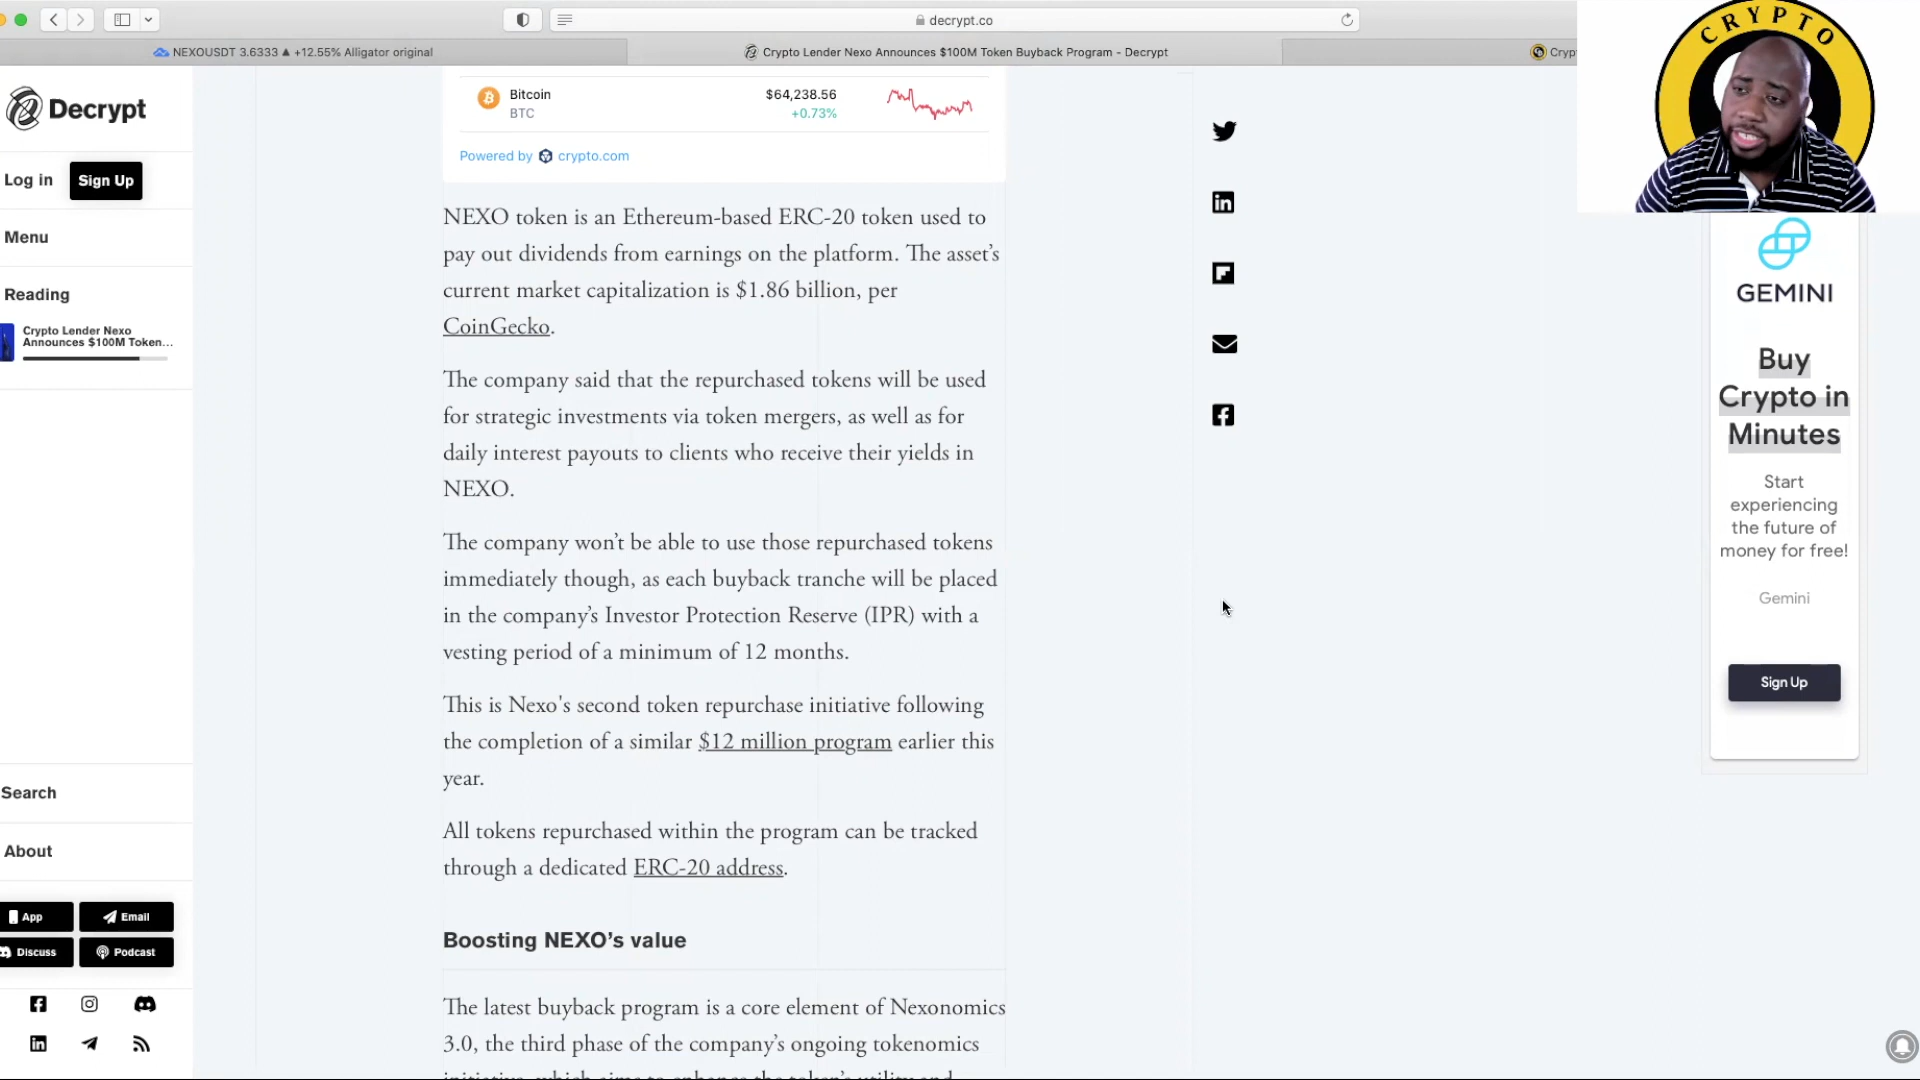 decrypt.co
NEXOUSDT 3.6333 ▲ +12.55% Alligator original
Crypto Lender Nexo Announces $100M Token Buyback Program - Decrypt
CRYPTO
Decrypt
Log in
Sign Up
Menu
Reading
Crypto Lender Nexo
Announces $100M Token...
Search
About
App
Email
Discuss
Podcast
Bitcoin
$64,238.56
BTC
+0.73%
Powered by crypto.com
NEXO token is an Ethereum-based ERC-20 token used to
pay out dividends from earnings on the platform. The asset’s
current market capitalization is $1.86 billion, per
CoinGecko.
The company said that the repurchased tokens will be used
for strategic investments via token mergers, as well as for
daily interest payouts to clients who receive their yields in
NEXO.
The company won’t be able to use those repurchased tokens
immediately though, as each buyback tranche will be placed
in the company’s Investor Protection Reserve (IPR) with a
vesting period of a minimum of 12 months.
This is Nexo's second token repurchase initiative following
the completion of a similar $12 million program earlier this
year.
All tokens repurchased within the program can be tracked
through a dedicated ERC-20 address.
Boosting NEXO’s value
The latest buyback program is a core element of Nexonomics
3.0, the third phase of the company’s ongoing tokenomics
GEMINI
Buy
Crypto in
Minutes
Start
experiencing
the future of
money for free!
Gemini
Sign Up